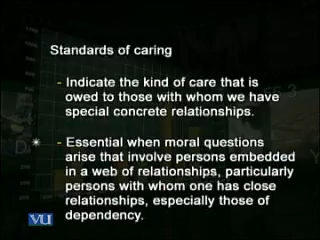 Standards of caring
- Indicate the kind of care that is
owed to those with whom we have
special concrete relationships.
- Essential when moral questions
arise that involve persons embedded
in a web of relationships, particularly
persons with whom one has close
relationships, especially those of
dependency.
VU